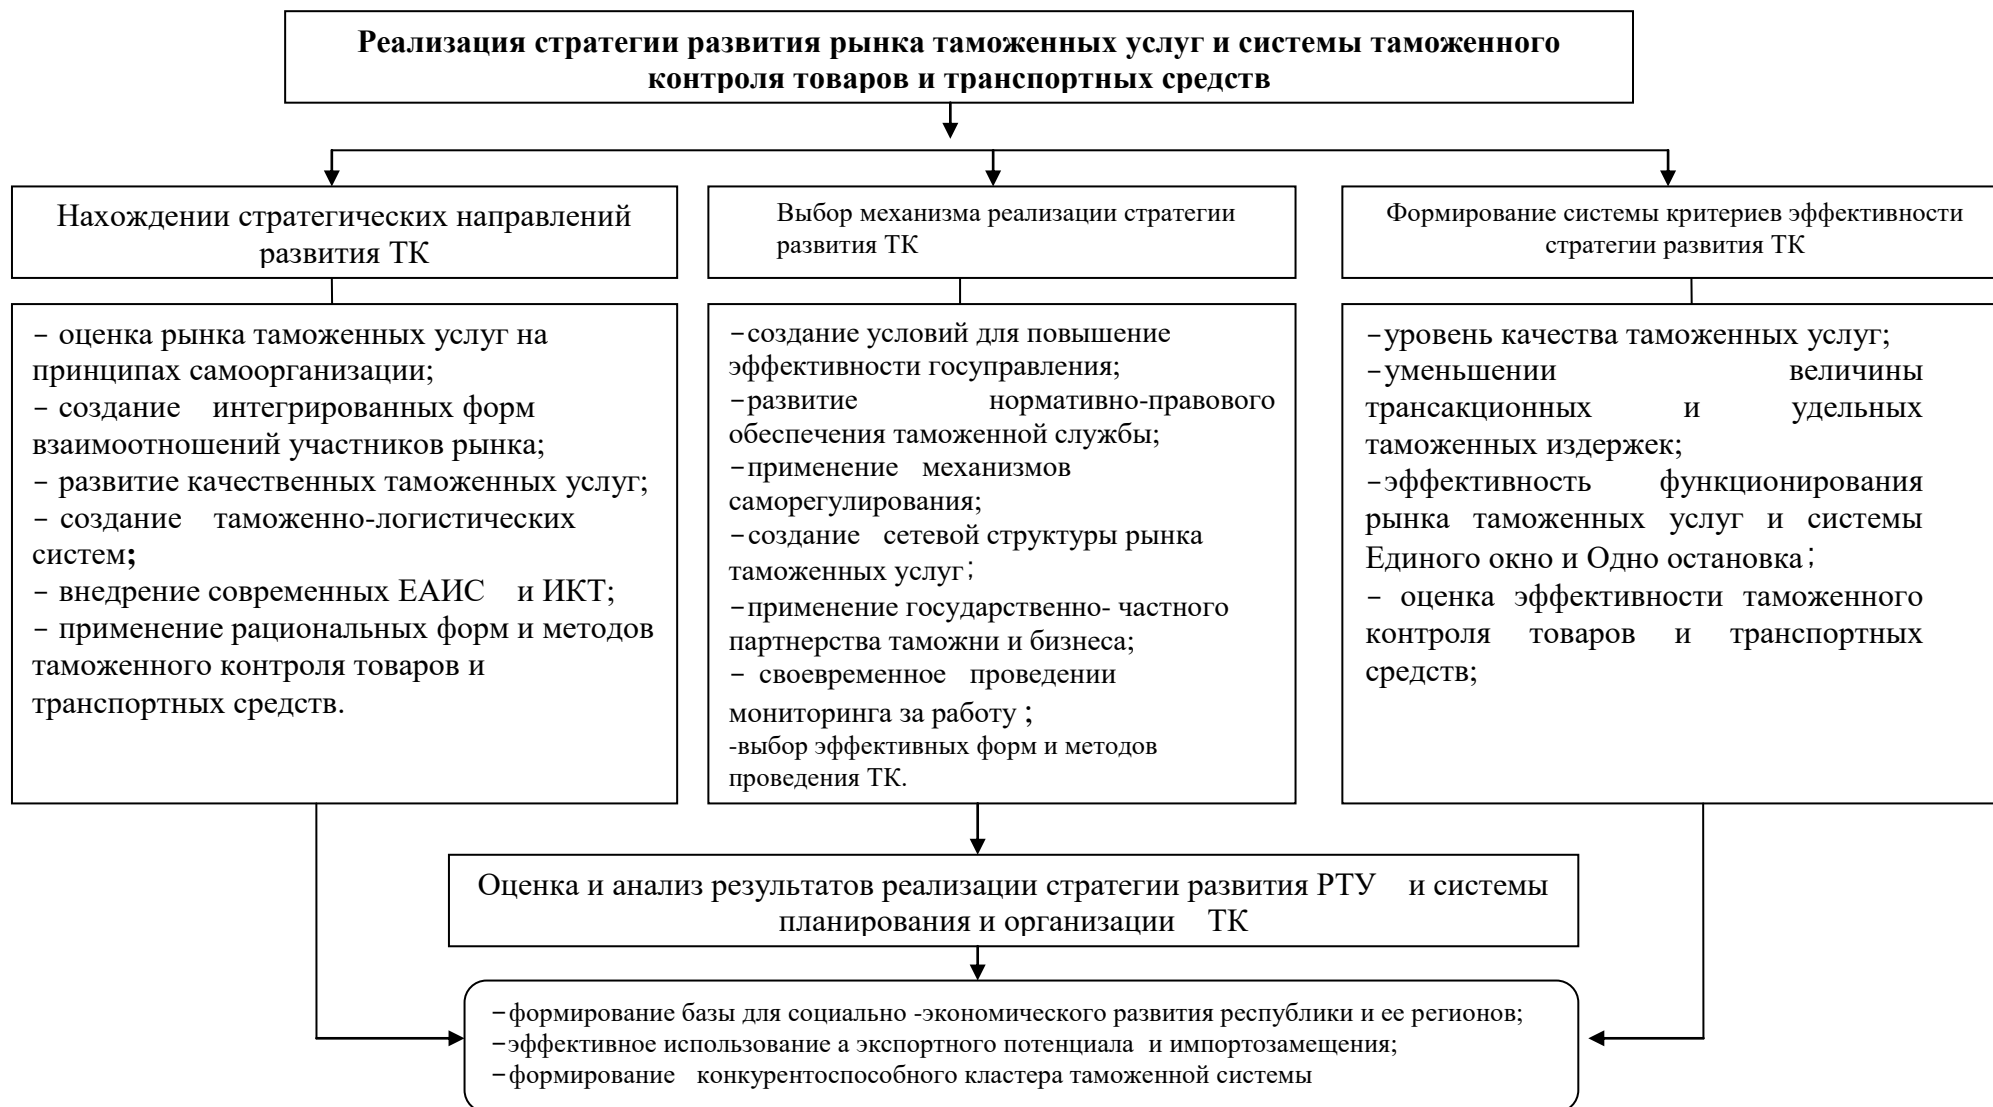 Реализация стратегии развития рынка таможенных услуг и системы таможенного
контроля товаров и транспортных средств
Нахождении стратегических направлений
развития ТК
Выбор механизма реализации стратегии
развития ТК
Формирование системы критериев эффективности
стратегии развития ТК
– оценка рынка таможенных услуг на
принципах самоорганизации;
– создание интегрированных форм
взаимоотношений участников рынка;
– развитие качественных таможенных услуг;
– создание таможенно-логистических
систем;
– внедрение современных ЕАИС и ИКТ;
– применение рациональных форм и методов
таможенного контроля товаров и
транспортных средств.
–создание условий для повышение
эффективности госуправления;
–развитие нормативно-правового
обеспечения таможенной службы;
–применение механизмов
саморегулирования;
–создание сетевой структуры рынка
таможенных услуг;
–применение государственно- частного
партнерства таможни и бизнеса;
– своевременное проведении
мониторинга за работу ;
-выбор эффективных форм и методов
проведения ТК.
–уровень качества таможенных услуг;
–уменьшении величины
трансакционных и удельных
таможенных издержек;
–эффективность функционирования
рынка таможенных услуг и системы
Единого окно и Одно остановка;
– оценка эффективности таможенного
контроля товаров и транспортных
средств;
Оценка и анализ результатов реализации стратегии развития РТУ и системы
планирования и организации ТК
–формирование базы для социально -экономического развития республики и ее регионов;
–эффективное использование а экспортного потенциала и импортозамещения;
–формирование конкурентоспособного кластера таможенной системы